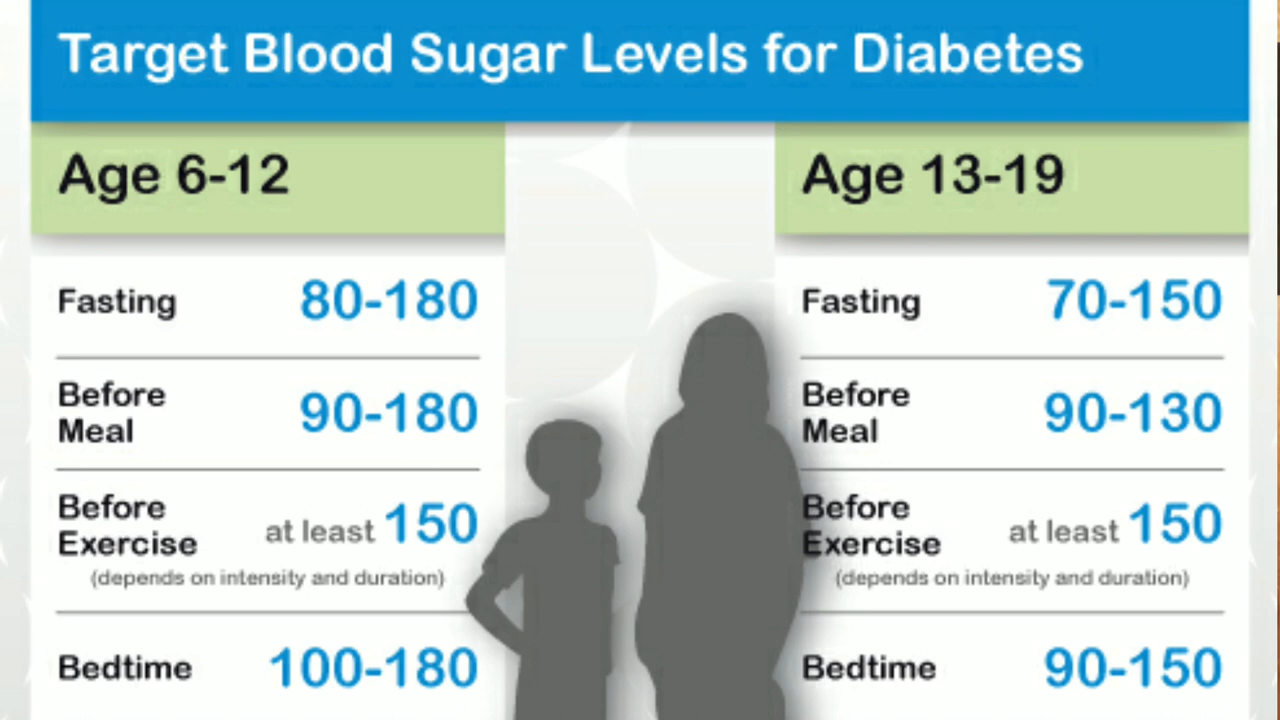 Target Blood Sugar Levels for Diabetes
Age 6-12
Fasting 80-180
Before
Meal 90-180
Before
Exercise at least 150
(depends on intensity and duration)
Bedtime 100-180
Age 13-19
Fasting 70-150
Before
Meal 90-130
Before
Exercise at least 150
(depends on intensity and duration)
Bedtime 90-150